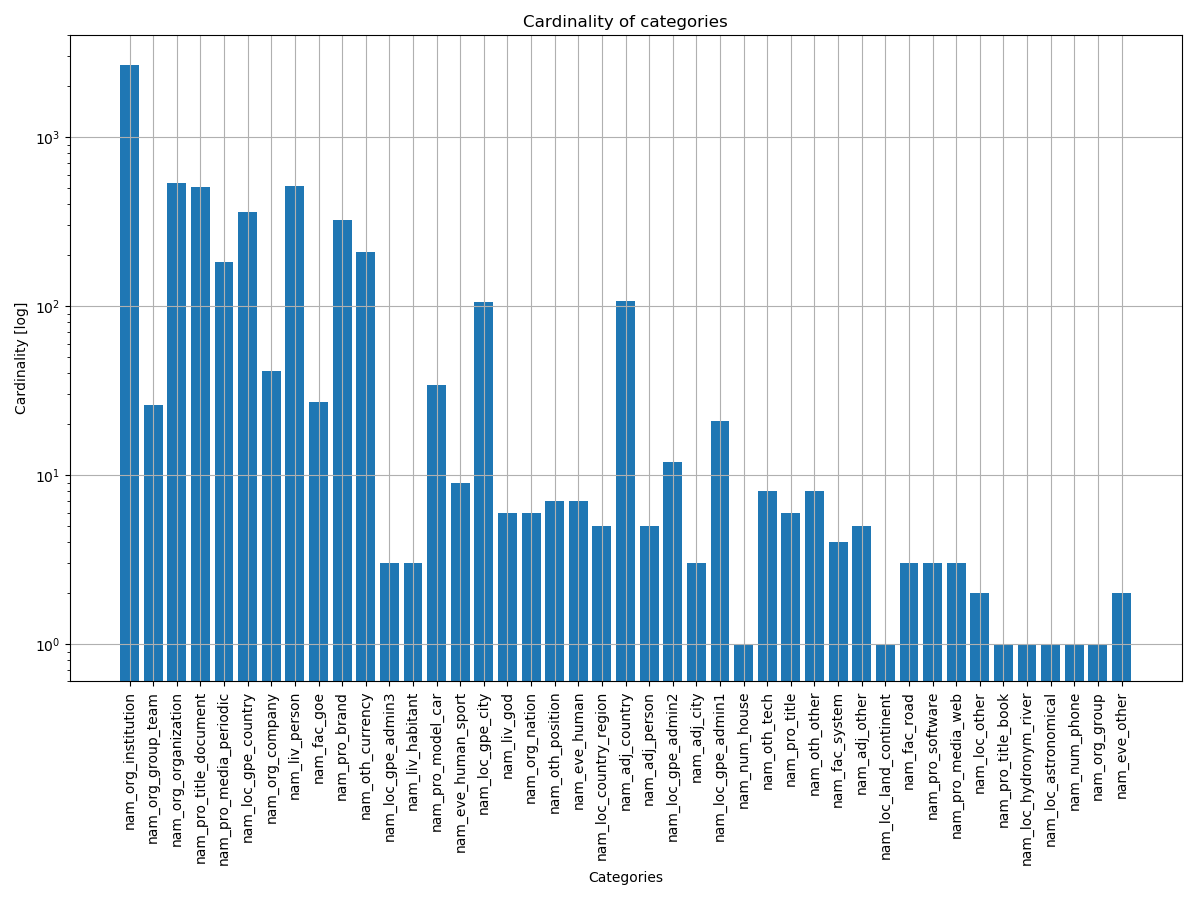 Cardinality of categories
Cardinality [log]
10³
10²
10¹
10⁰
nam_org_institution
nam_org_group_team
nam_org_organization
nam_pro_title_document
nam_pro_media_periodic
nam_loc_gpe_country
nam_org_company
nam_liv_person
nam_fac_goe
nam_pro_brand
nam_oth_currency
nam_loc_gpe_admin3
nam_liv_habitant
nam_pro_model_car
nam_eve_human_sport
nam_loc_gpe_city
nam_liv_god
nam_org_nation
nam_oth_position
nam_eve_human
nam_loc_country_region
nam_adj_country
nam_adj_person
nam_loc_gpe_admin2
nam_adj_city
nam_loc_gpe_admin1
nam_num_house
nam_oth_tech
nam_pro_title
nam_oth_other
nam_fac_system
nam_adj_other
nam_loc_land_continent
nam_fac_road
nam_pro_software
nam_pro_media_web
nam_loc_other
nam_pro_title_book
nam_loc_hydronym_river
nam_loc_astronomical
nam_num_phone
nam_org_group
nam_eve_other
Categories